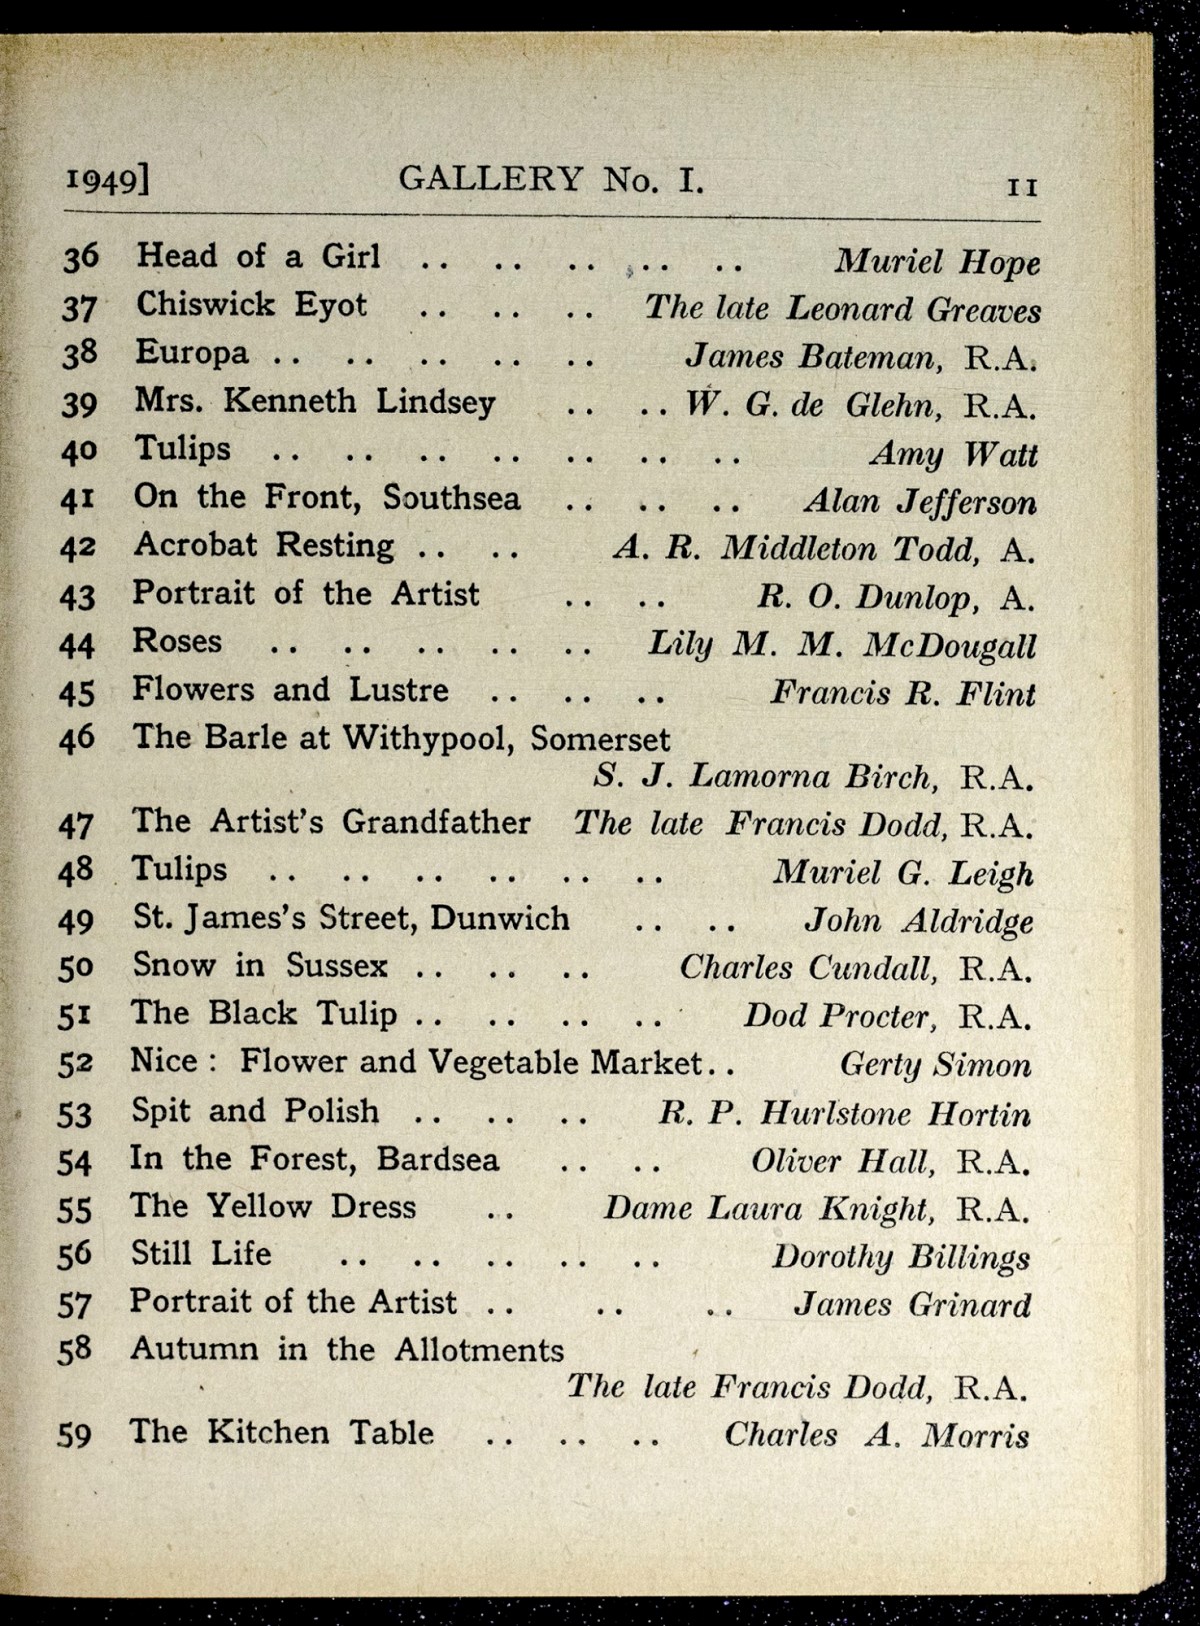 1949] GALLERY No. I. 11
36 Head of a Girl .. .. .. .. .. Muriel Hope
37 Chiswick Eyot .. .. .. The late Leonard Greaves
38 Europa .. .. .. .. .. James Bateman, R.A.
39 Mrs. Kenneth Lindsey .. .. W. G. de Glehn, R.A.
40 Tulips .. .. .. .. .. .. .. Amy Watt
41 On the Front, Southsea .. .. .. Alan Jefferson
42 Acrobat Resting .. .. A. R. Middleton Todd, A.
43 Portrait of the Artist .. .. R. O. Dunlop, A.
44 Roses .. .. .. .. .. Lily M. M. McDougall
45 Flowers and Lustre .. .. .. Francis R. Flint
46 The Barle at Withypool, Somerset
S. J. Lamorna Birch, R.A.
47 The Artist's Grandfather The late Francis Dodd, R.A.
48 Tulips .. .. .. .. .. .. Muriel G. Leigh
49 St. James's Street, Dunwich .. .. John Aldridge
50 Snow in Sussex .. .. .. Charles Cundall, R.A.
51 The Black Tulip .. .. .. .. Dod Procter, R.A.
52 Nice : Flower and Vegetable Market.. Gerty Simon
53 Spit and Polish .. .. .. R. P. Hurlstone Hortin
54 In the Forest, Bardsea .. .. Oliver Hall, R.A.
55 The Yellow Dress .. Dame Laura Knight, R.A.
56 Still Life .. .. .. .. .. Dorothy Billings
57 Portrait of the Artist .. .. .. James Grinard
58 Autumn in the Allotments
The late Francis Dodd, R.A.
59 The Kitchen Table .. .. .. Charles A. Morris